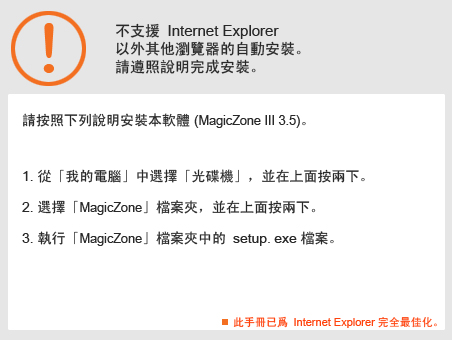 不支援 Internet Explorer
以外其他瀏覽器的自動安裝。
請遵照說明完成安裝。
請按照下列說明安裝本軟體 (MagicZone III 3.5)。
1. 從「我的電腦」中選擇「光碟機」，並在上面按兩下。
2. 選擇「MagicZone」檔案夾，並在上面按兩下。
3. 執行「MagicZone」檔案夾中的 setup. exe 檔案。
■ 此手冊已爲 Internet Explorer 完全最佳化。